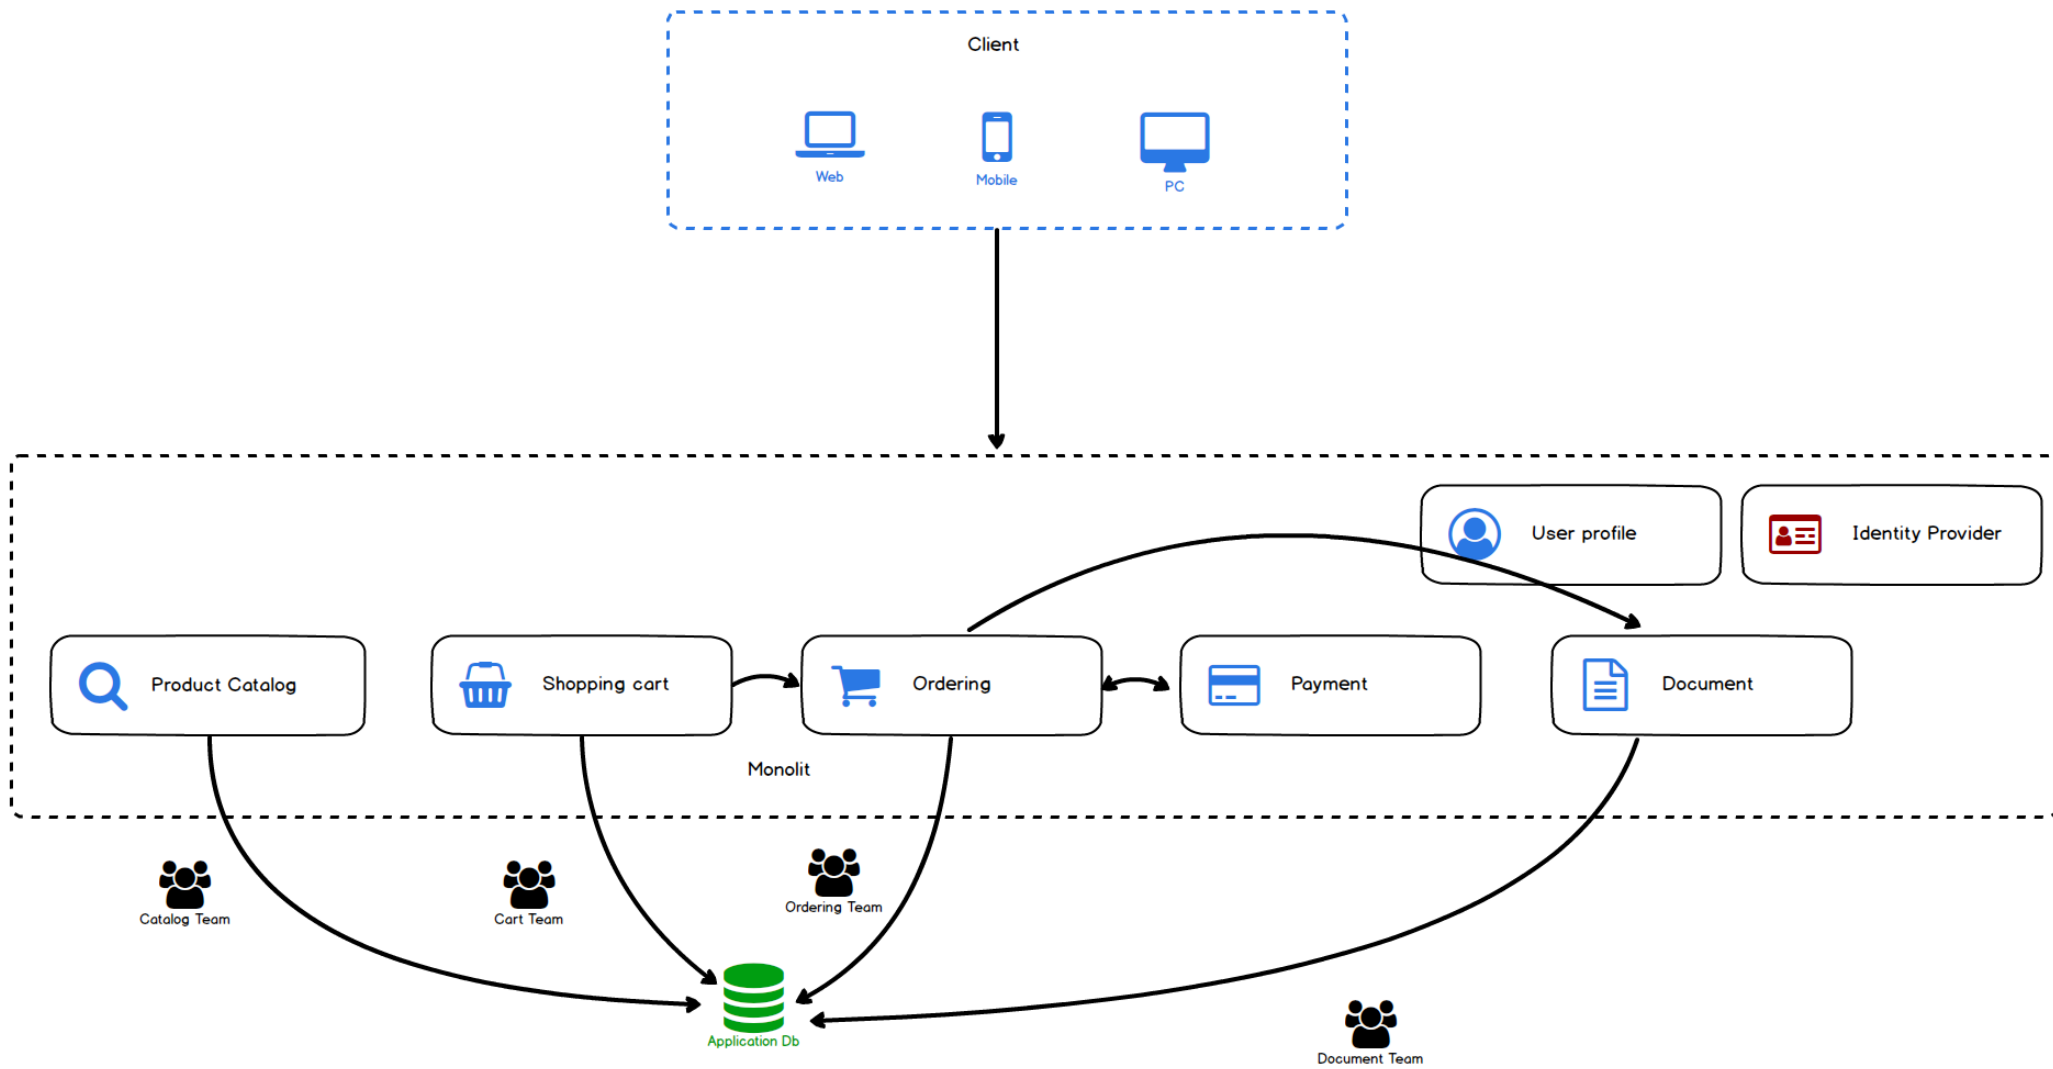 Client
Web
Mobile
PC
User profile
Identity Provider
Product Catalog
Shopping cart
Ordering
Payment
Document
Monolit
Catalog Team
Cart Team
Ordering Team
Application Db
Document Team